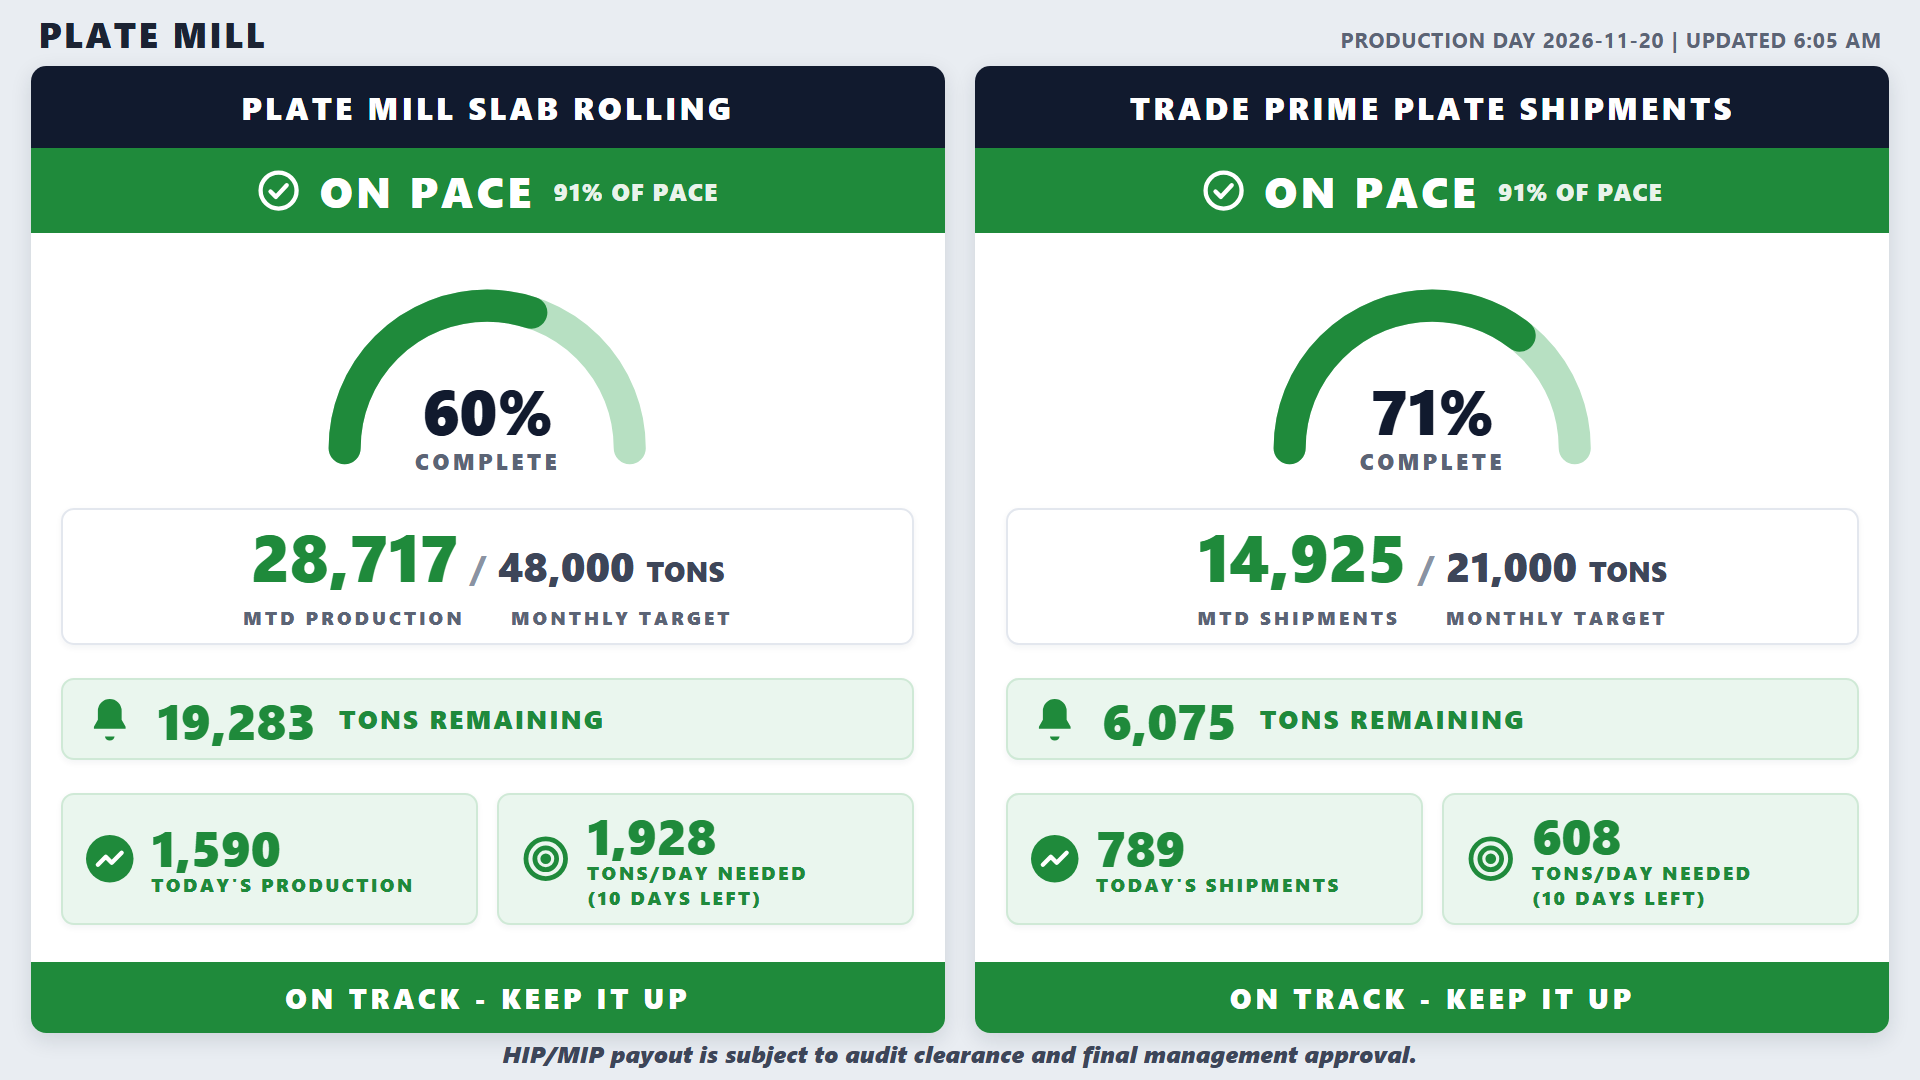 PLATE MILL
PRODUCTION DAY 2026-11-20 | UPDATED 6:05 AM
PLATE MILL SLAB ROLLING
ON PACE 91% OF PACE
60%
COMPLETE
28,717 / 48,000 TONS
MTD PRODUCTION MONTHLY TARGET
19,283 TONS REMAINING
1,590
TODAY'S PRODUCTION
1,928
TONS/DAY NEEDED
(10 DAYS LEFT)
ON TRACK - KEEP IT UP
TRADE PRIME PLATE SHIPMENTS
ON PACE 91% OF PACE
71%
COMPLETE
14,925 / 21,000 TONS
MTD SHIPMENTS MONTHLY TARGET
6,075 TONS REMAINING
789
TODAY'S SHIPMENTS
608
TONS/DAY NEEDED
(10 DAYS LEFT)
ON TRACK - KEEP IT UP
HIP/MIP payout is subject to audit clearance and final management approval.